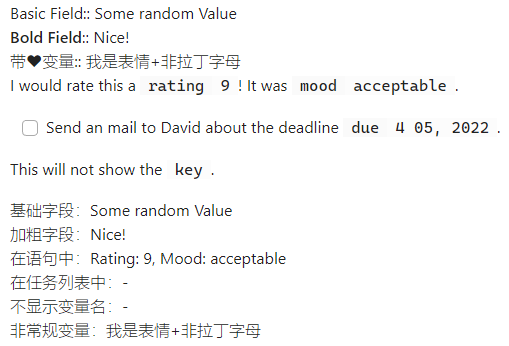 Basic Field:: Some random Value
Bold Field:: Nice!
带❤变量:: 我是表情+非拉丁字母
I would rate this a rating 9 ! It was mood acceptable .
Send an mail to David about the deadline due 4 05, 2022 .
This will not show the key .
基础字段：Some random Value
加粗字段：Nice!
在语句中：Rating: 9, Mood: acceptable
在任务列表中：-
不显示变量名：-
非常规变量：我是表情+非拉丁字母